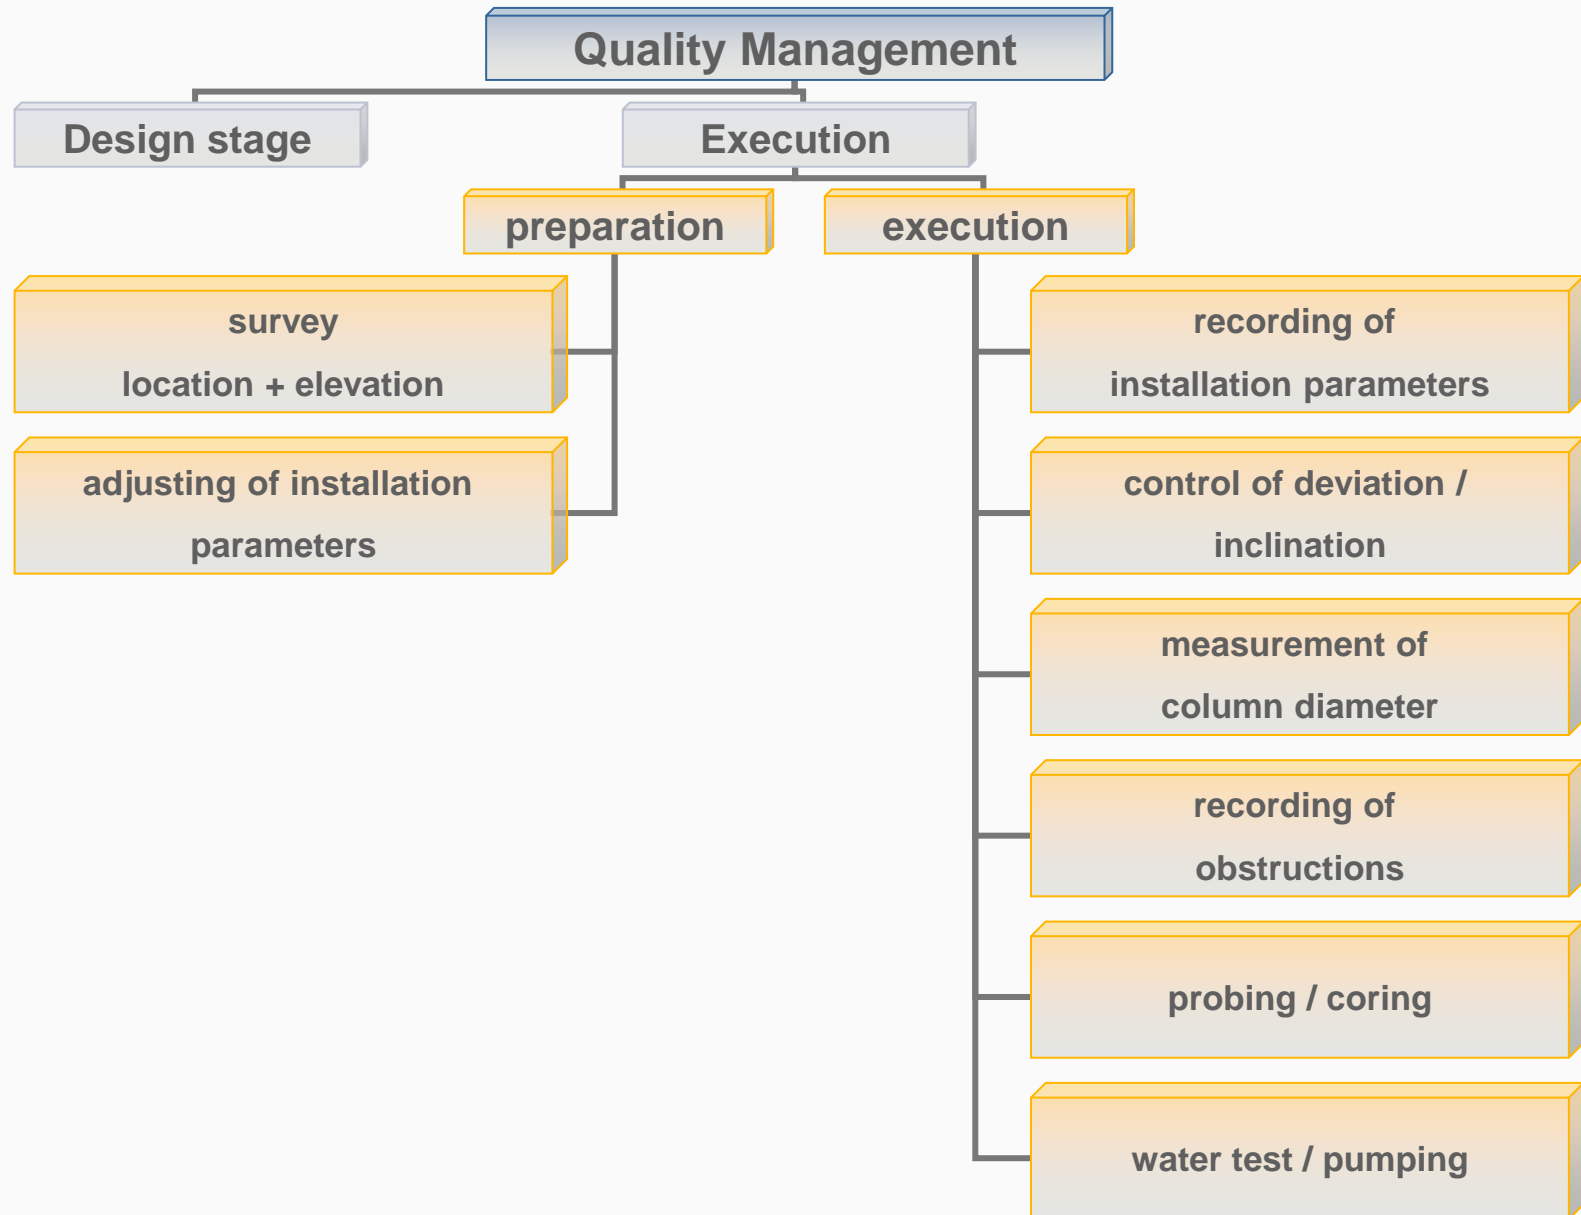 Quality Management
Design stage
Execution
preparation
execution
survey
location + elevation
adjusting of installation
parameters
recording of
installation parameters
control of deviation /
inclination
measurement of
column diameter
recording of
obstructions
probing / coring
water test / pumping